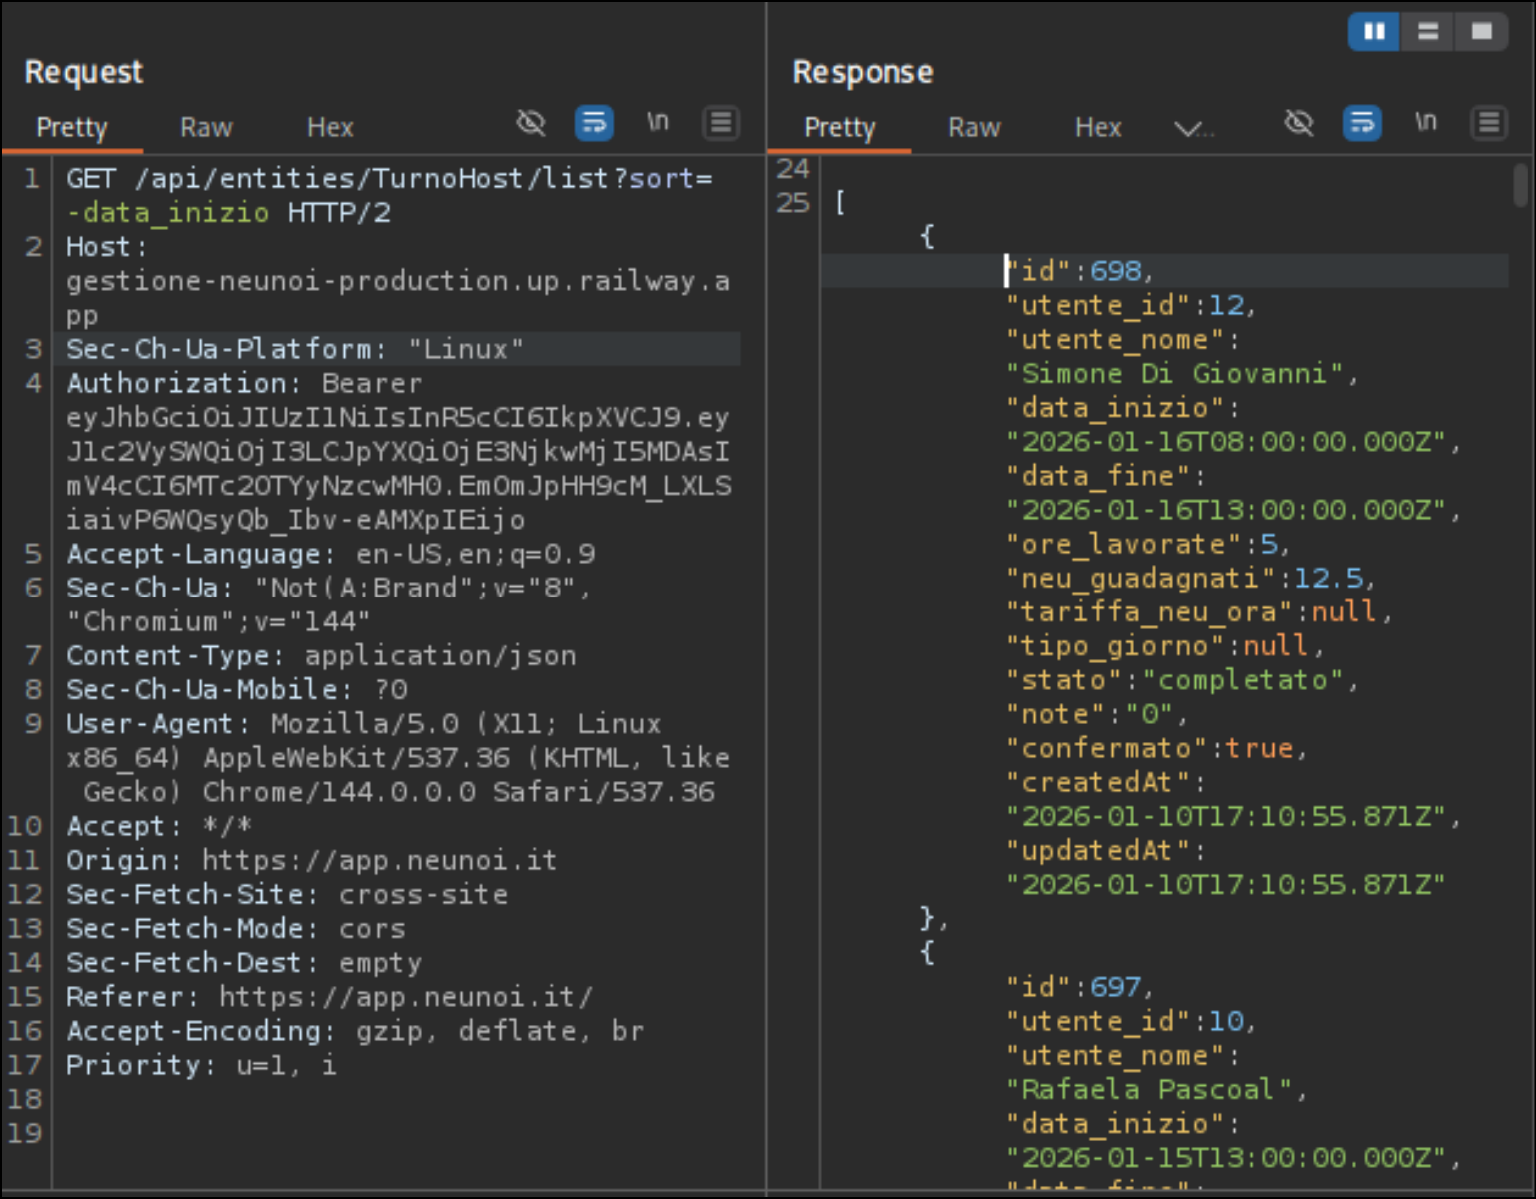 Request
Pretty Raw Hex \n
1 GET /api/entities/TurnoHost/list?sort=
-data_inizio HTTP/2
2 Host:
gestione-neunoi-production.up.railway.a
pp
3 Sec-Ch-Ua-Platform: "Linux"
4 Authorization: Bearer
eyJhbGciOiJIUzI1NiIsInR5cCI6IkpXVCJ9.ey
J1c2VySWQiOjI3LCJpYXQiOjE3NjkwMjI5MDAsI
mV4cCI6MTc2OTYyNzcwMH0.EmOmJpHH9cM_LXLS
iaivP6WQsyQb_Ibv-eAMXpIEijo
5 Accept-Language: en-US,en;q=0.9
6 Sec-Ch-Ua: "Not(A:Brand";v="8",
"Chromium";v="144"
7 Content-Type: application/json
8 Sec-Ch-Ua-Mobile: ?0
9 User-Agent: Mozilla/5.0 (X11; Linux
x86_64) AppleWebKit/537.36 (KHTML, like
Gecko) Chrome/144.0.0.0 Safari/537.36
10 Accept: */*
11 Origin: https://app.neunoi.it
12 Sec-Fetch-Site: cross-site
13 Sec-Fetch-Mode: cors
14 Sec-Fetch-Dest: empty
15 Referer: https://app.neunoi.it/
16 Accept-Encoding: gzip, deflate, br
17 Priority: u=1, i
18
19
Response
Pretty Raw Hex \n
24
25 [
{
"id":698,
"utente_id":12,
"utente_nome":
"Simone Di Giovanni",
"data_inizio":
"2026-01-16T08:00:00.000Z",
"data_fine":
"2026-01-16T13:00:00.000Z",
"ore_lavorate":5,
"neu_guadagnati":12.5,
"tariffa_neu_ora":null,
"tipo_giorno":null,
"stato":"completato",
"note":"0",
"confermato":true,
"createdAt":
"2026-01-10T17:10:55.871Z",
"updatedAt":
"2026-01-10T17:10:55.871Z"
},
{
"id":697,
"utente_id":10,
"utente_nome":
"Rafaela Pascoal",
"data_inizio":
"2026-01-15T13:00:00.000Z",
"data_fine":